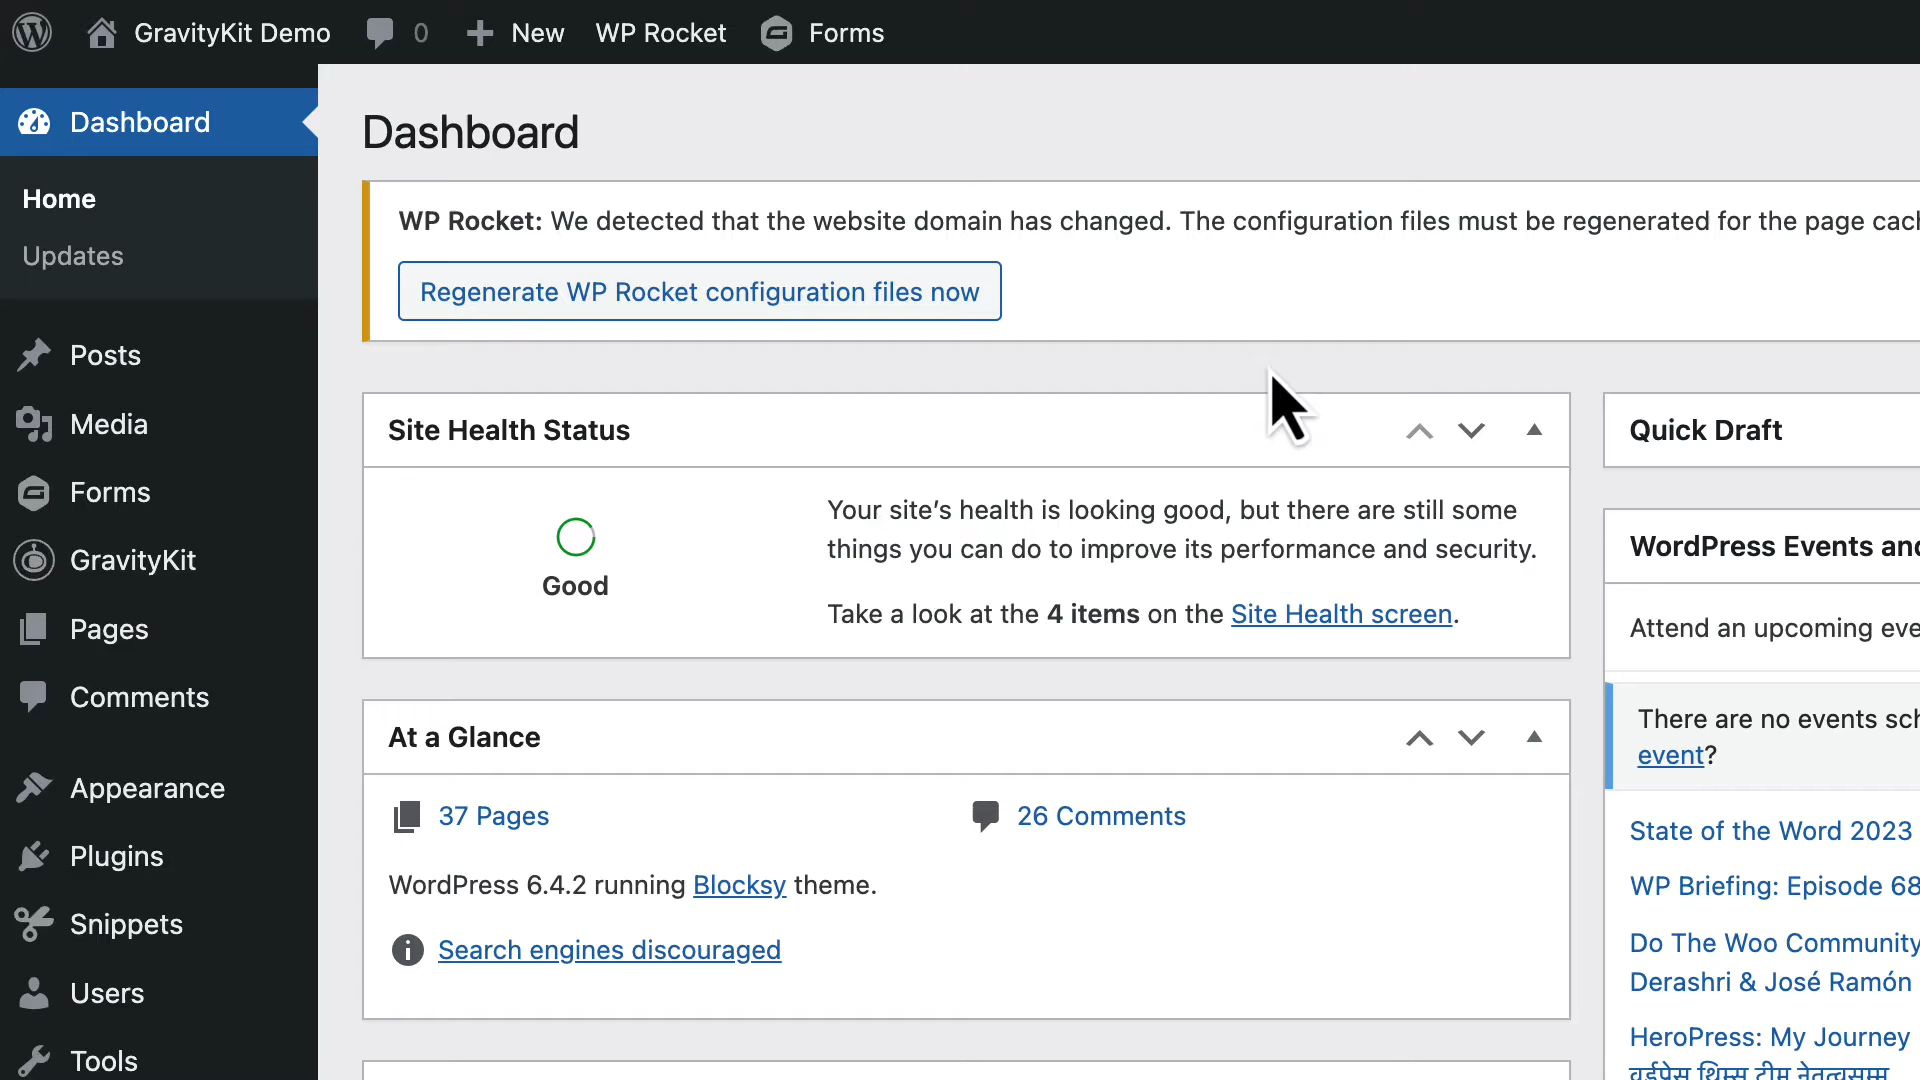 GravityKit Demo 0 New WP Rocket Forms
Dashboard
Home
Updates
Posts
Media
Forms
GravityKit
Pages
Comments
Appearance
Plugins
Snippets
Users
Tools
Dashboard
WP Rocket: We detected that the website domain has changed. The configuration files must be regenerated for the page
Regenerate WP Rocket configuration files now
Site Health Status
Good
Your site’s health is looking good, but there are still some
things you can do to improve its performance and security.
Take a look at the 4 items on the Site Health screen.
At a Glance
37 Pages
26 Comments
WordPress 6.4.2 running Blocksy theme.
Search engines discouraged
Quick Draft
WordPress Events and
Attend an upcoming
There are no events
event?
State of the Word 2023
WP Briefing: Episode 68
Do The Woo Community
Derashri & José Ramón
HeroPress: My Journey